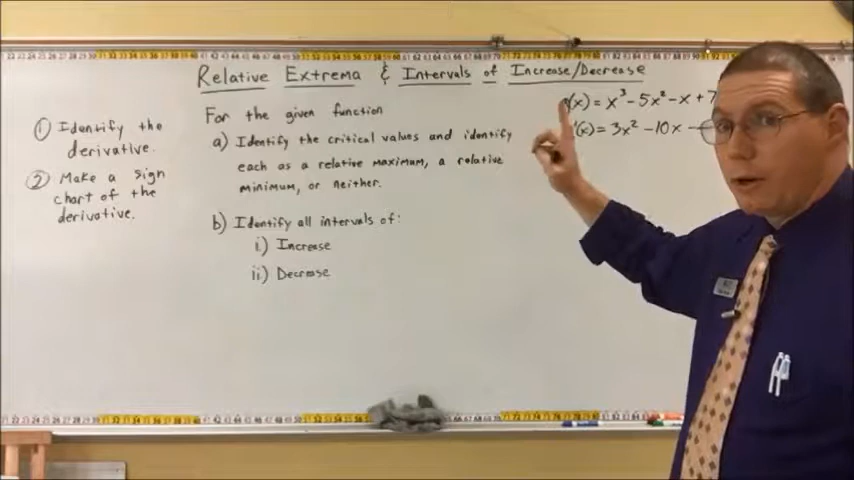 Relative Extrema & Intervals of Increase/Decrease
① Identify the
derivative.
② Make a sign
chart of the
derivative.
For the given function
a) Identify the critical values and identify
each as a relative maximum, a relative
minimum, or neither.
b) Identify all intervals of:
i.) Increase
ii.) Decrease
(x) = x³ - 5x² - x + 7
'(x) = 3x² - 10x -